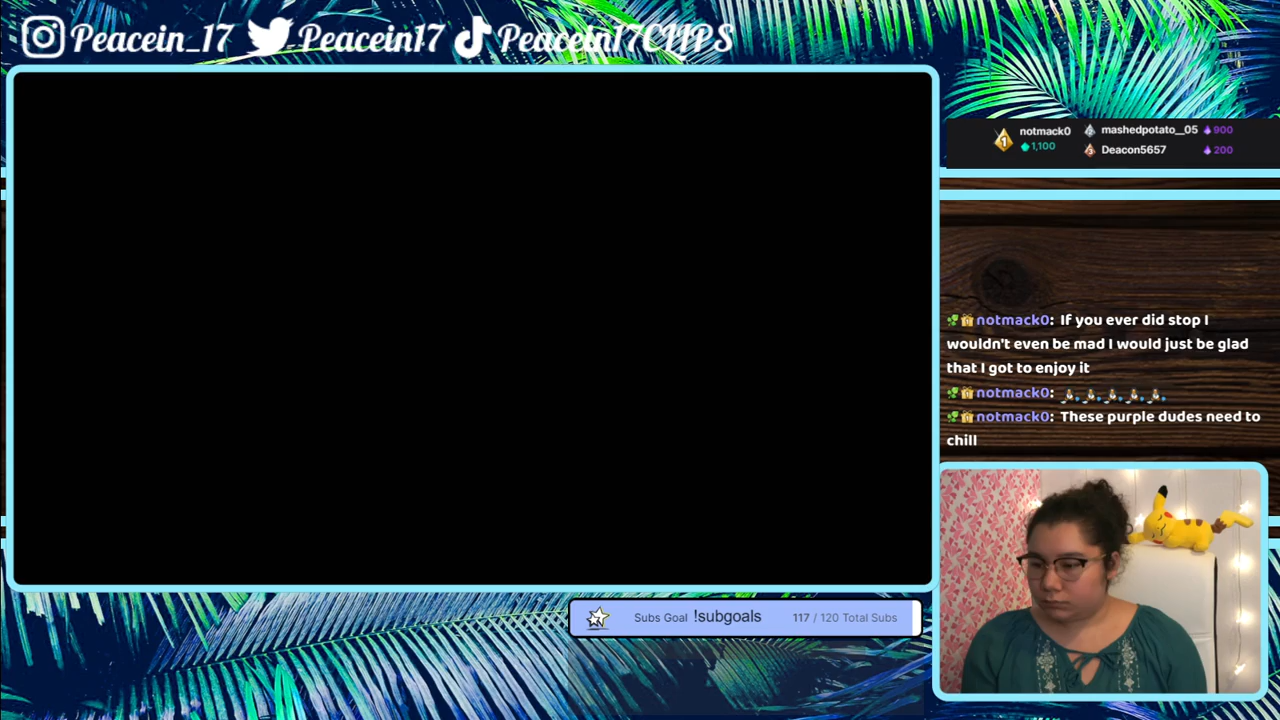 Peacein_17 Peacein17 Peacein17ClIPS
1 notmack0 mashedpotato__05 900
1,100 3 Deacon5657 200
notmack0: If you ever did stop I
wouldn't even be mad I would just be glad
that I got to enjoy it
notmack0:
notmack0: These purple dudes need to
chill
Subs Goal !subgoals 117 / 120 Total Subs